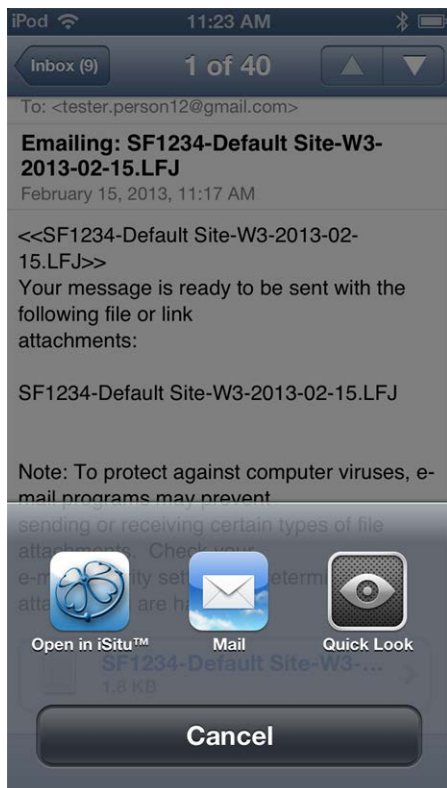 iPod 11:23 AM
Inbox (9) 1 of 40
To: <tester.person12@gmail.com>
Emailing: SF1234-Default Site-W3-
2013-02-15.LFJ
February 15, 2013, 11:17 AM
<<SF1234-Default Site-W3-2013-02-
15.LFJ>>
Your message is ready to be sent with the
following file or link
attachments:
SF1234-Default Site-W3-2013-02-15.LFJ
Note: To protect against computer viruses, e-
mail programs may prevent
sending or receiving certain types of file
attachments. Check your
Open in iSitu™ Mail Quick Look
SF1234-Default Site-W3-...
1.8 KB
Cancel